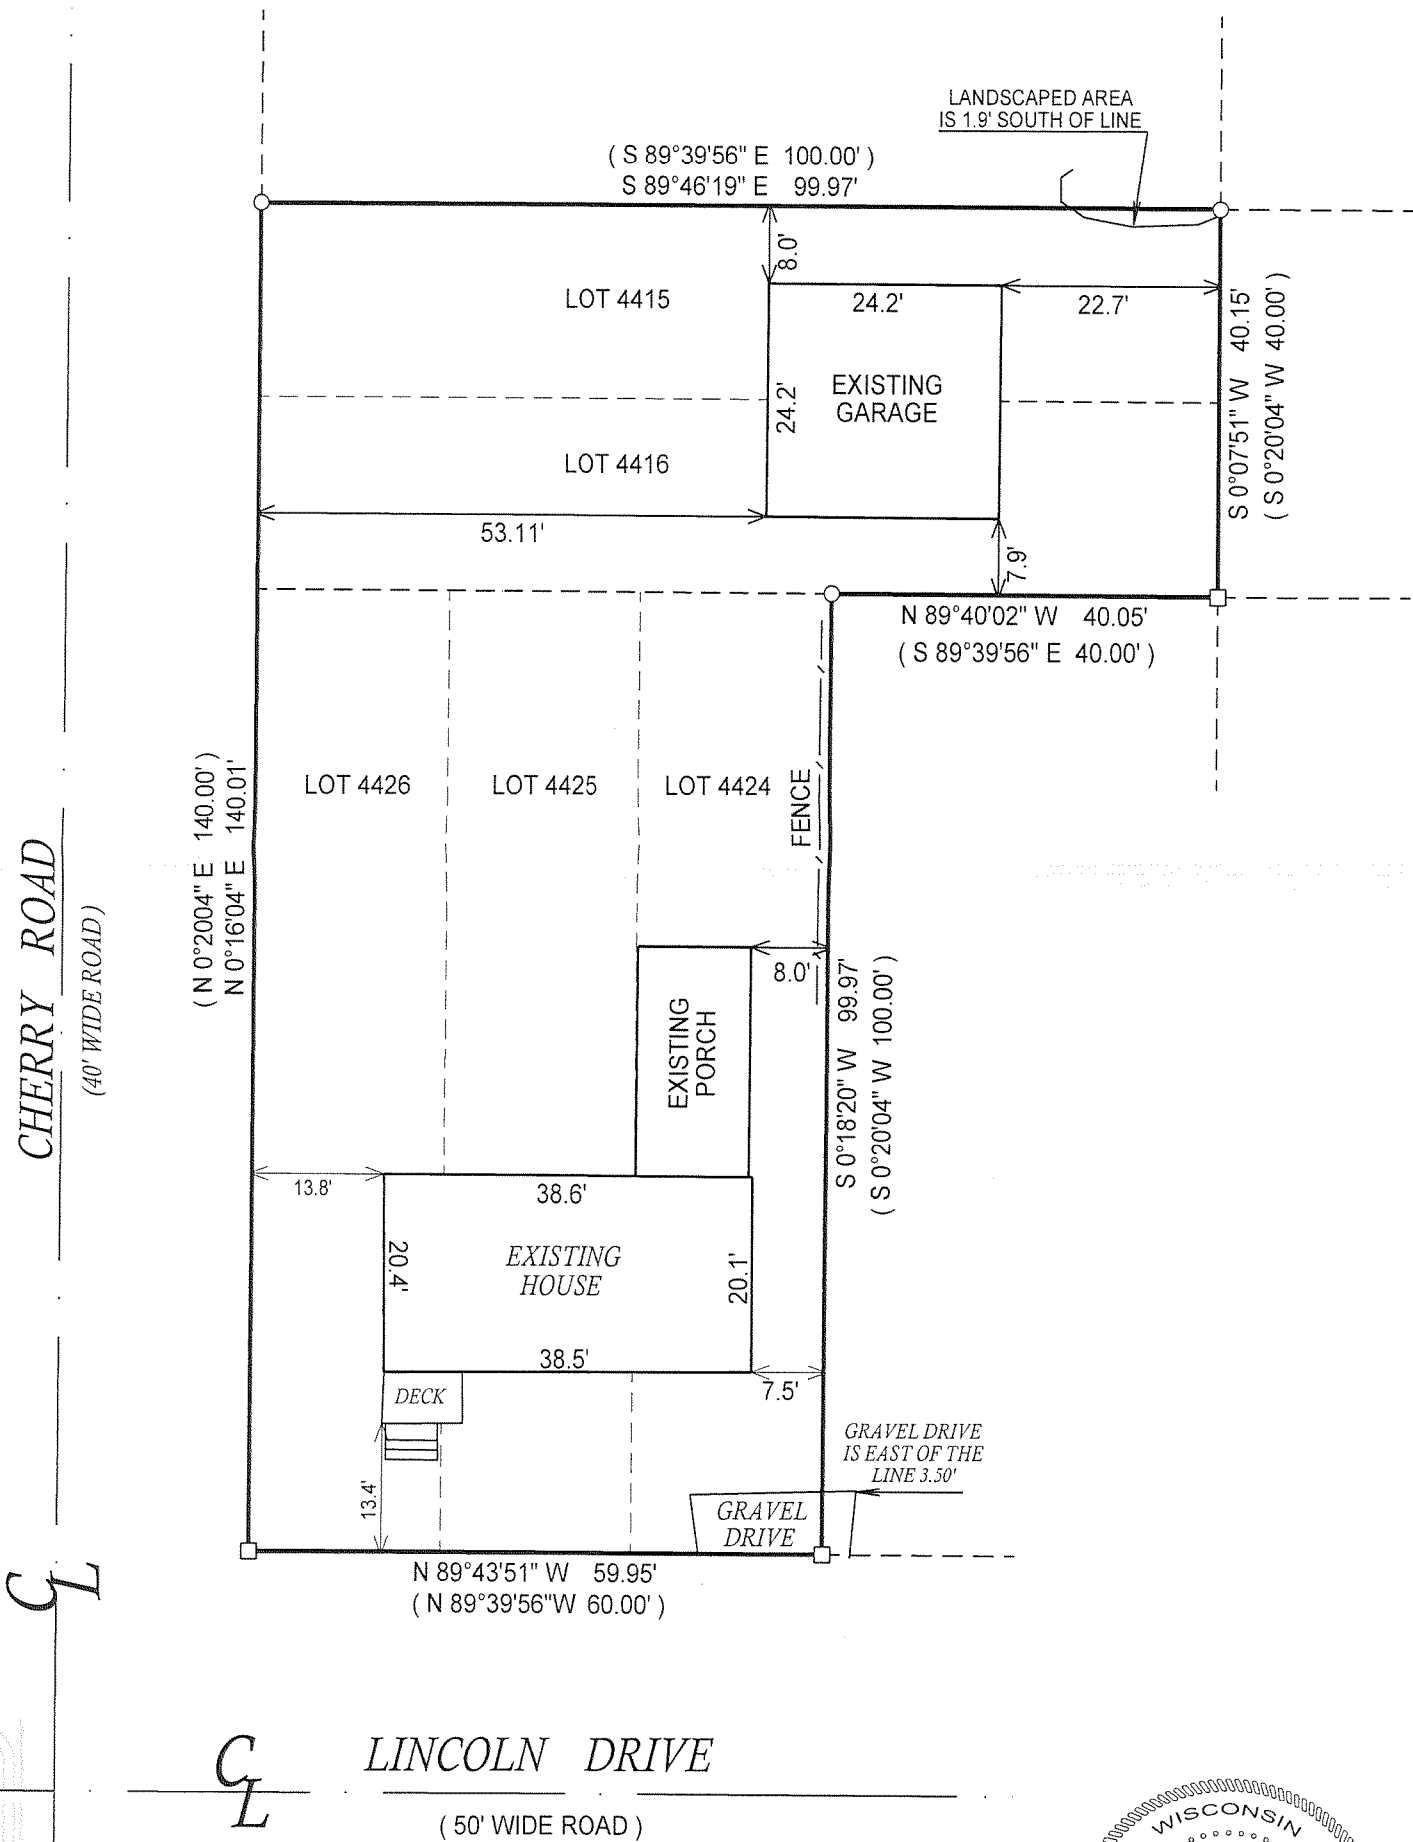 LANDSCAPED AREA
IS 1.9' SOUTH OF LINE
( S 89°39'56" E 100.00' )
S 89°46'19" E 99.97'
8.0'
LOT 4415
24.2'
22.7'
EXISTING
GARAGE
24.2'
S 0°07'51" W 40.15'
( S 0°20'04" W 40.00' )
LOT 4416
53.11'
7.9'
N 89°40'02" W 40.05'
( S 89°39'56" E 40.00' )
LOT 4426
LOT 4425
LOT 4424
FENCE
( N 0°2004" E 140.00' )
N 0°16'04" E 140.01'
CHERRY ROAD
(40' WIDE ROAD)
8.0'
EXISTING
PORCH
S 0°18'20" W 99.97'
( S 0°20'04" W 100.00' )
13.8'
38.6'
20.4'
EXISTING
HOUSE
20.1'
38.5'
7.5'
DECK
13.4'
GRAVEL DRIVE
IS EAST OF THE
LINE 3.50'
GRAVEL
DRIVE
N 89°43'51" W 59.95'
( N 89°39'56"W 60.00' )
CL
CL
LINCOLN DRIVE
( 50' WIDE ROAD )
WISCONSIN